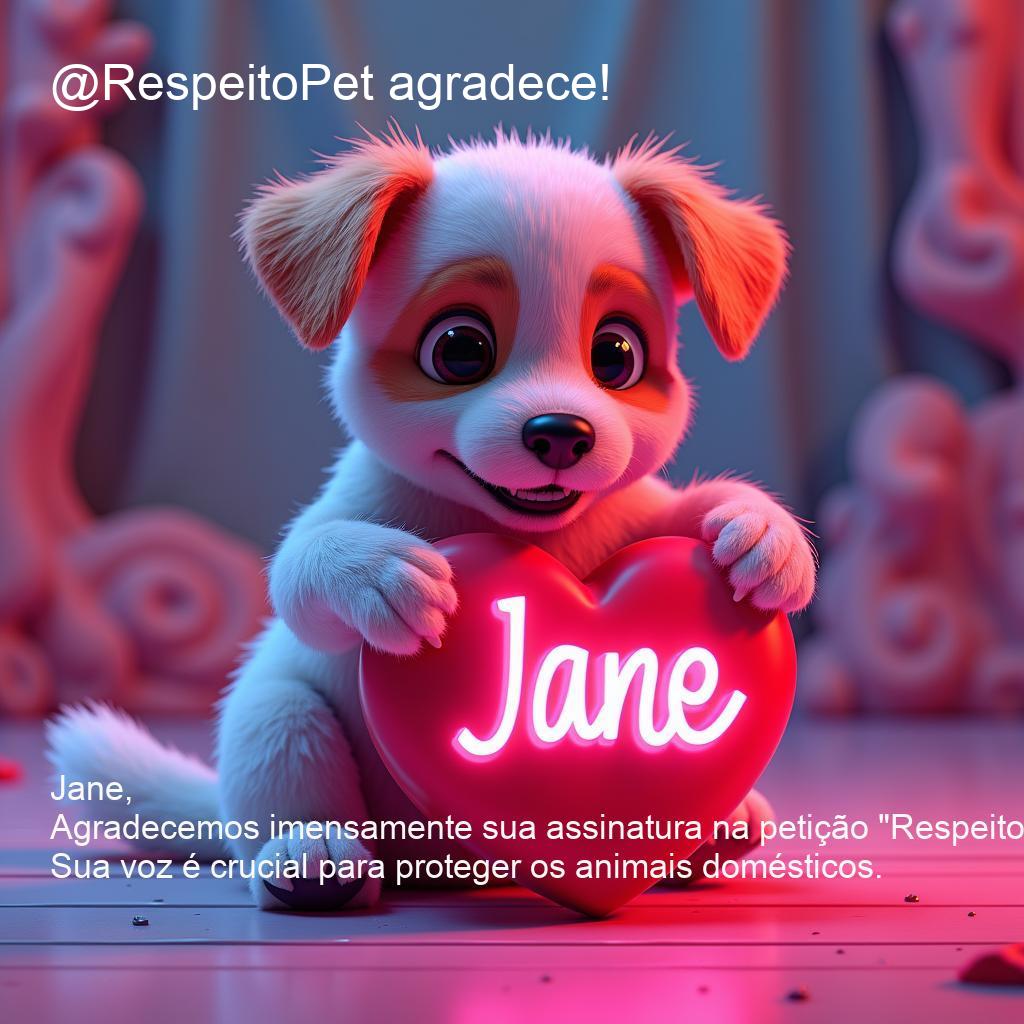 @RespeitoPet agradece!
Jane
Jane,
Agradecemos imensamente sua assinatura na petição "Respeito
Sua voz é crucial para proteger os animais domésticos.